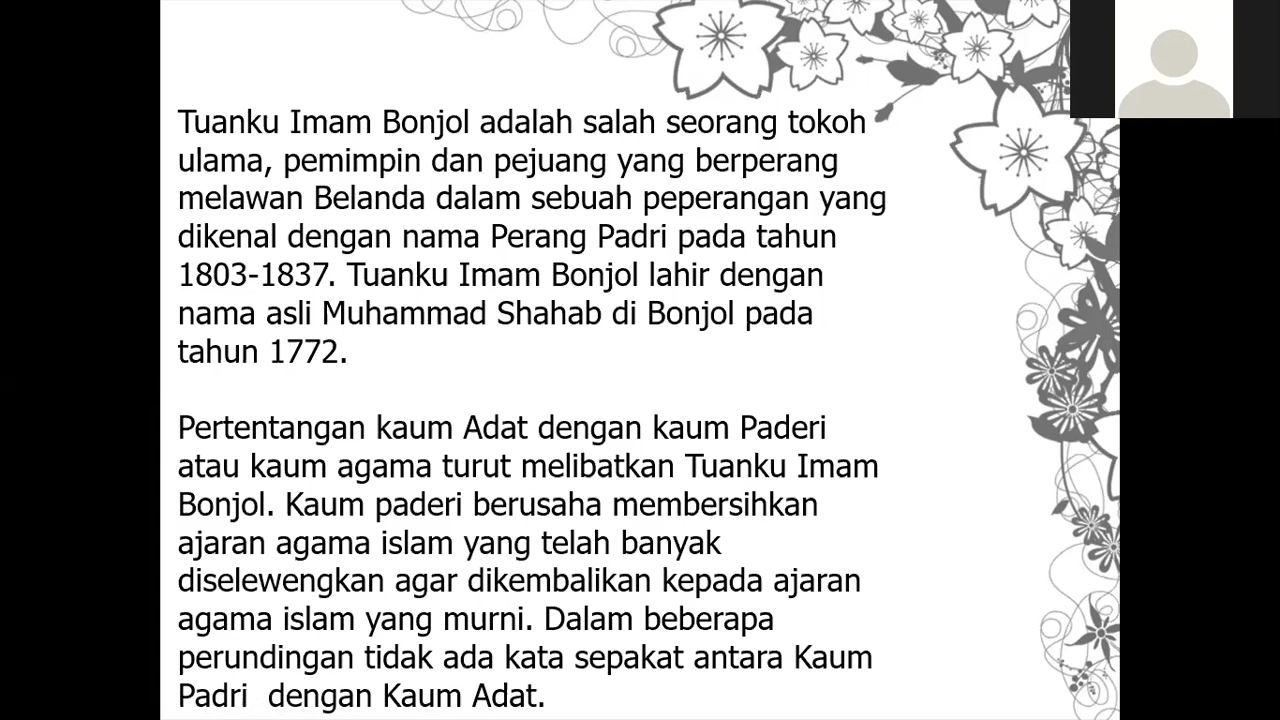 Tuanku Imam Bonjol adalah salah seorang tokoh
ulama, pemimpin dan pejuang yang berperang
melawan Belanda dalam sebuah peperangan yang
dikenal dengan nama Perang Padri pada tahun
1803-1837. Tuanku Imam Bonjol lahir dengan
nama asli Muhammad Shahab di Bonjol pada
tahun 1772.
Pertentangan kaum Adat dengan kaum Paderi
atau kaum agama turut melibatkan Tuanku Imam
Bonjol. Kaum paderi berusaha membersihkan
ajaran agama islam yang telah banyak
diselewengkan agar dikembalikan kepada ajaran
agama islam yang murni. Dalam beberapa
perundingan tidak ada kata sepakat antara Kaum
Padri  dengan Kaum Adat.